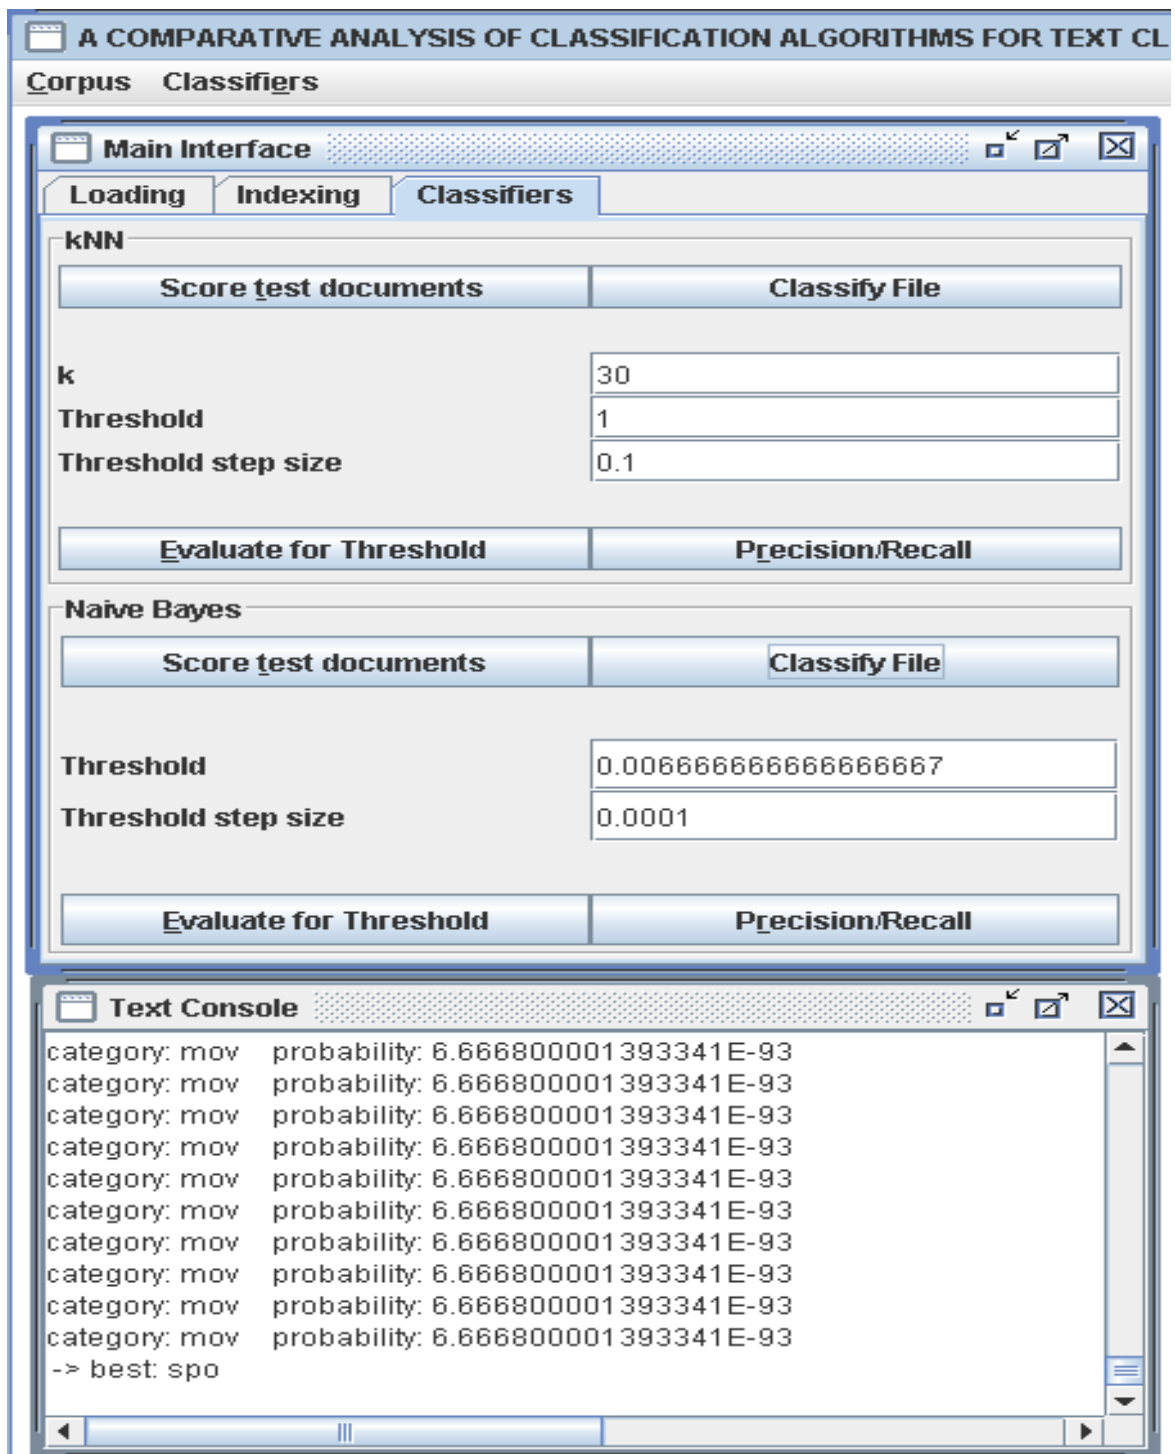 A COMPARATIVE ANALYSIS OF CLASSIFICATION ALGORITHMS FOR TEXT CL
Corpus Classifiers
Main Interface
Loading Indexing Classifiers
kNN
Score test documents Classify File
k 30
Threshold 1
Threshold step size 0.1
Evaluate for Threshold Precision/Recall
Naive Bayes
Score test documents Classify File
Threshold 0.006666666666666667
Threshold step size 0.0001
Evaluate for Threshold Precision/Recall
Text Console
category: mov probability: 6.666800001393341E-93
category: mov probability: 6.666800001393341E-93
category: mov probability: 6.666800001393341E-93
category: mov probability: 6.666800001393341E-93
category: mov probability: 6.666800001393341E-93
category: mov probability: 6.666800001393341E-93
category: mov probability: 6.666800001393341E-93
category: mov probability: 6.666800001393341E-93
category: mov probability: 6.666800001393341E-93
category: mov probability: 6.666800001393341E-93
-> best: spo